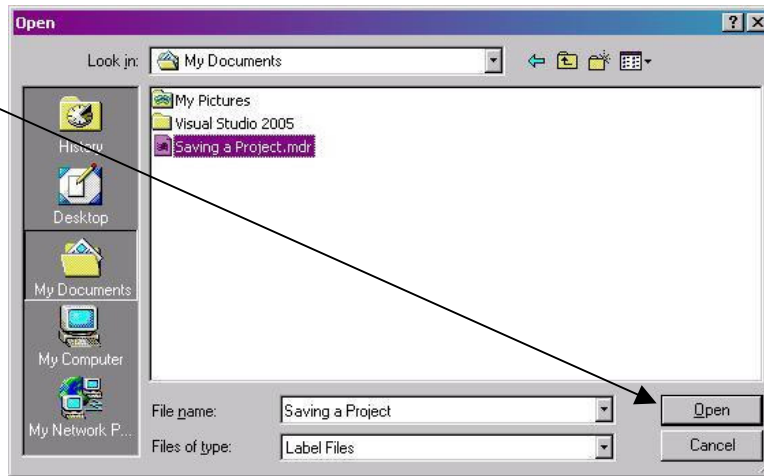 Open
Look in:
My Documents
My Pictures
Visual Studio 2005
Saving a Project.mdr
History
Desktop
My Documents
My Computer
My Network P...
File name:
Saving a Project
Open
Files of type:
Label Files
Cancel